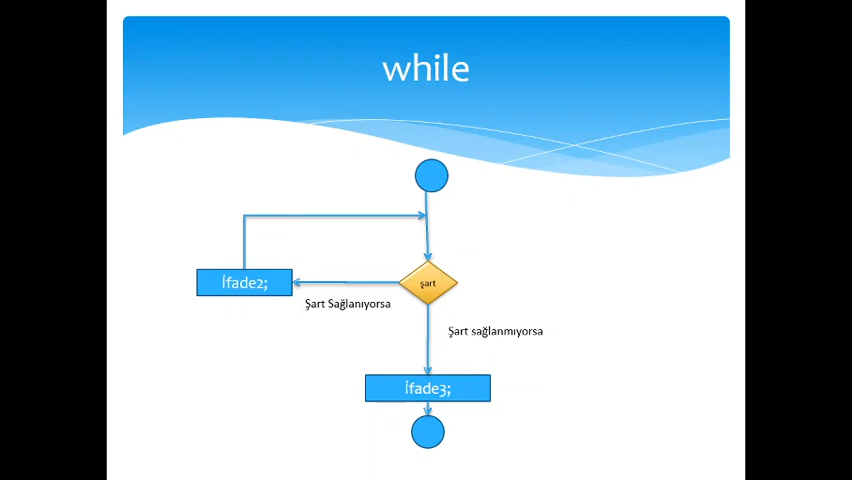 while
şart
İfade2;
Şart Sağlanıyorsa
Şart sağlanmıyorsa
İfade3;